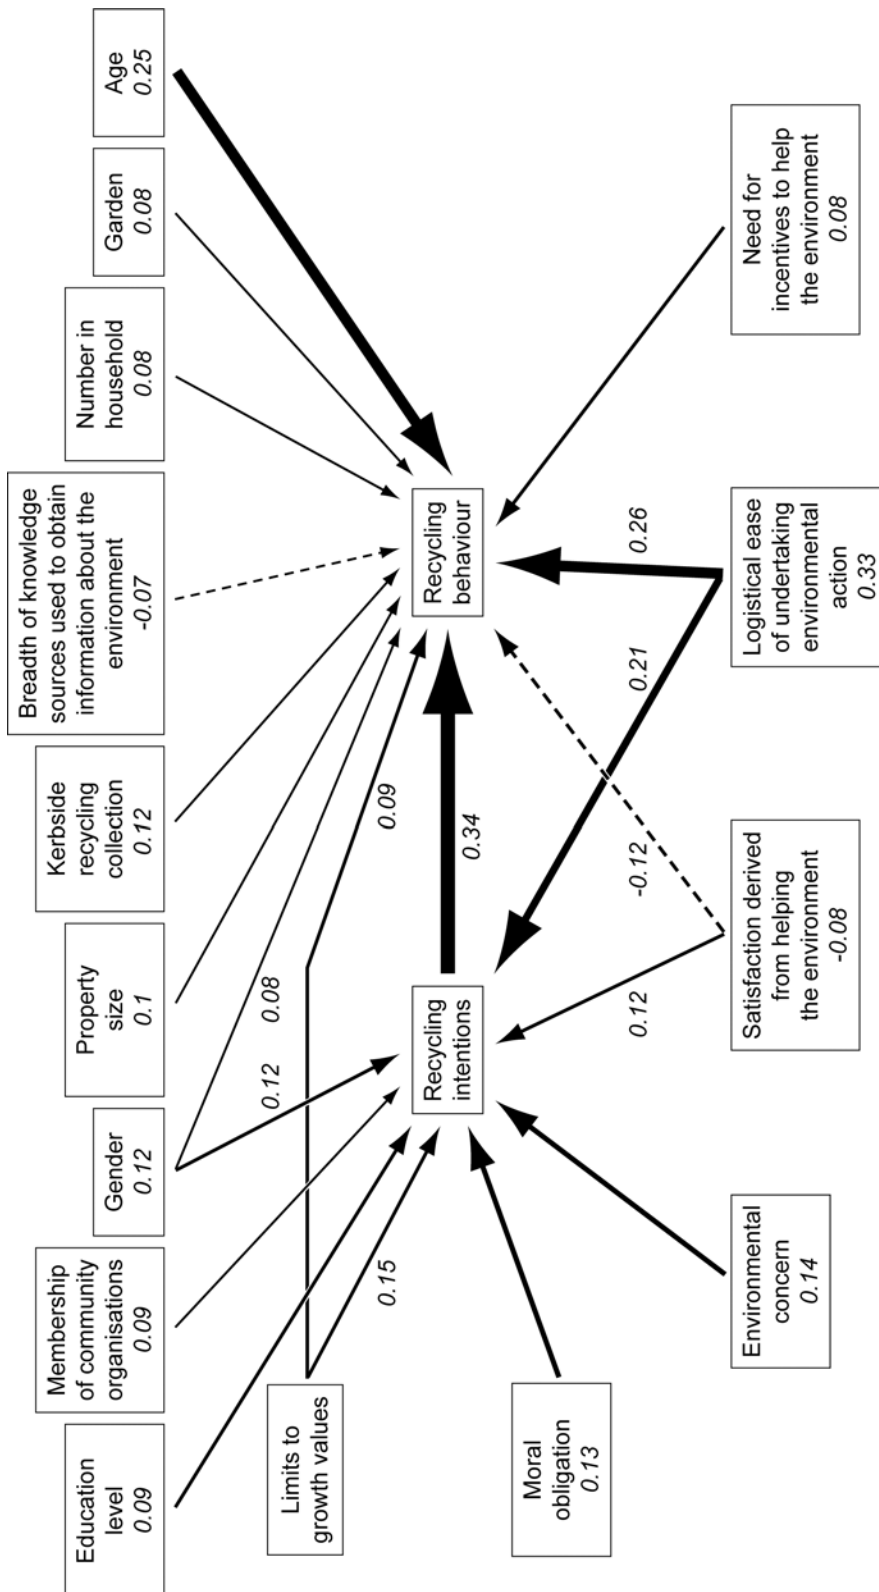 Education
level
0.09
Membership
of community
organisations
0.09
Gender
0.12
Property
size
0.1
Kerbside
recycling
collection
0.12
Breadth of knowledge
sources used to obtain
information about the
environment
-0.07
Number in
household
0.08
Garden
0.08
Age
0.25
Limits to
growth values
0.15
0.12
0.08
0.09
Recycling
intentions
0.34
Recycling
behaviour
Moral
obligation
0.13
0.12
-0.12
0.21
0.26
Environmental
concern
0.14
Satisfaction derived
from helping
the environment
-0.08
Logistical ease
of undertaking
environmental
action
0.33
Need for
incentives to help
the environment
0.08